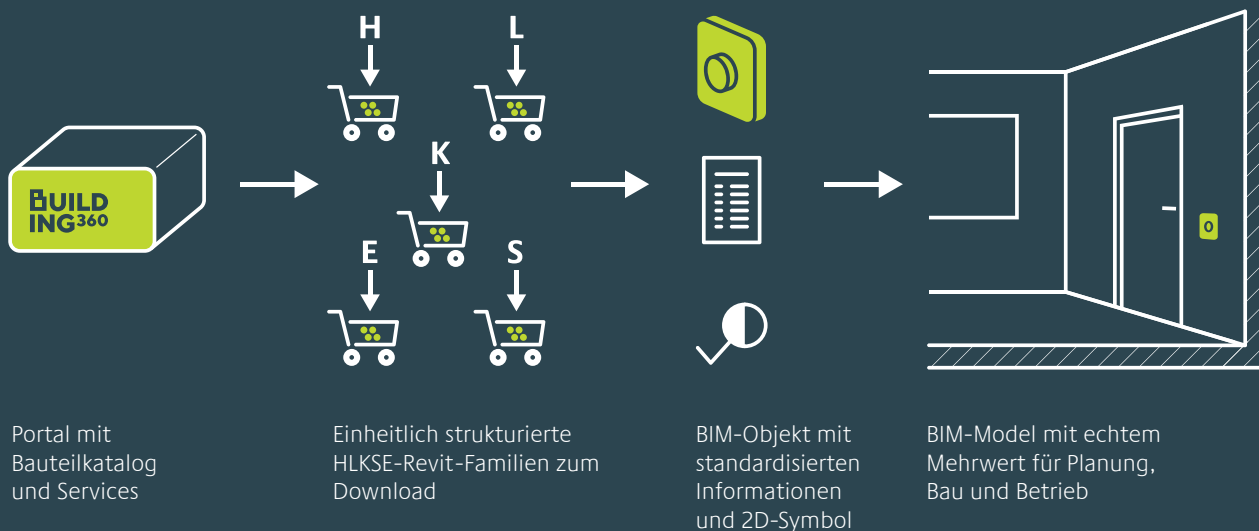 H
L
K
E
S
BUILD
ING360
0
Portal mit
Bauteilkatalog
und Services
Einheitlich strukturierte
HLKSE-Revit-Familien zum
Download
BIM-Objekt mit
standardisierten
Informationen
und 2D-Symbol
BIM-Model mit echtem
Mehrwert für Planung,
Bau und Betrieb